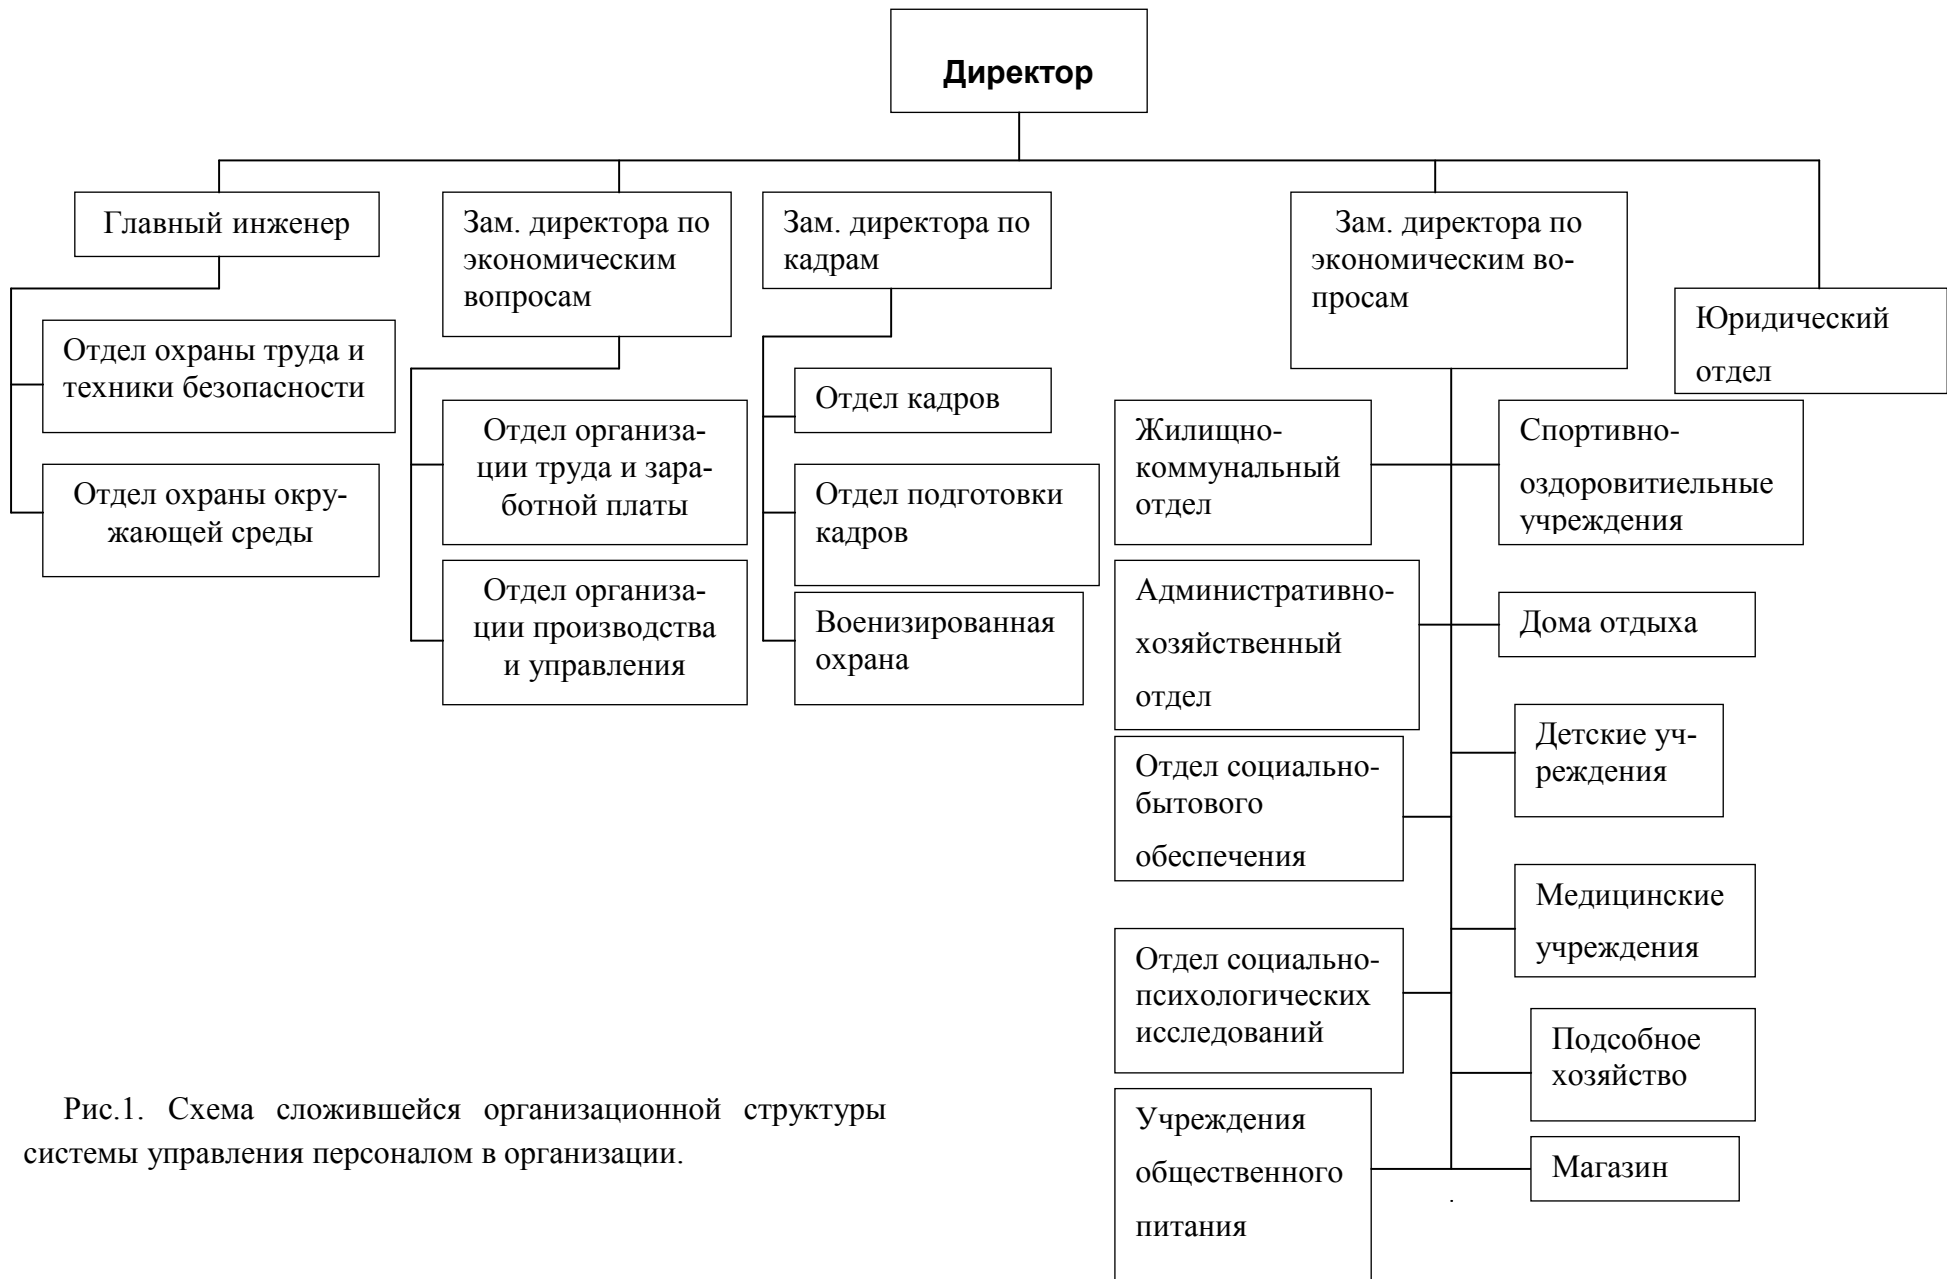 Директор
Главный инженер
Зам. директора по
экономическим
вопросам
Зам. директора по
кадрам
Зам. директора по
экономическим во-
просам
Юридический
отдел
Отдел охраны труда и
техники безопасности
Отдел охраны окру-
жающей среды
Отдел организа-
ции труда и зара-
ботной платы
Отдел организа-
ции производства
и управления
Отдел кадров
Отдел подготовки
кадров
Военизированная
охрана
Жилищно-
коммунальный
отдел
Административно-
хозяйственный
отдел
Отдел социально-
бытового
обеспечения
Отдел социально-
психологических
исследований
Учреждения
общественного
питания
Спортивно-
оздоровитиельные
учреждения
Дома отдыха
Детские уч-
реждения
Медицинские
учреждения
Подсобное
хозяйство
Магазин
Рис.1. Схема сложившейся организационной структуры
системы управления персоналом в организации.